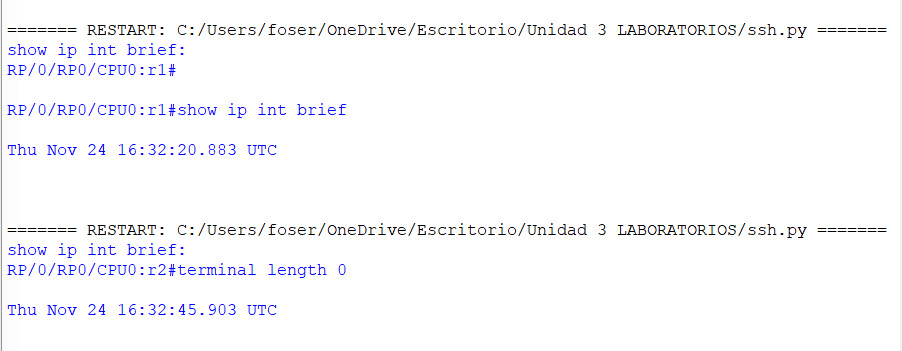 ======= RESTART: C:/Users/foser/OneDrive/Escritorio/Unidad 3 LABORATORIOS/ssh.py =======
show ip int brief:
RP/0/RP0/CPU0:r1#
RP/0/RP0/CPU0:r1#show ip int brief
Thu Nov 24 16:32:20.883 UTC
======= RESTART: C:/Users/foser/OneDrive/Escritorio/Unidad 3 LABORATORIOS/ssh.py =======
show ip int brief:
RP/0/RP0/CPU0:r2#terminal length 0
Thu Nov 24 16:32:45.903 UTC